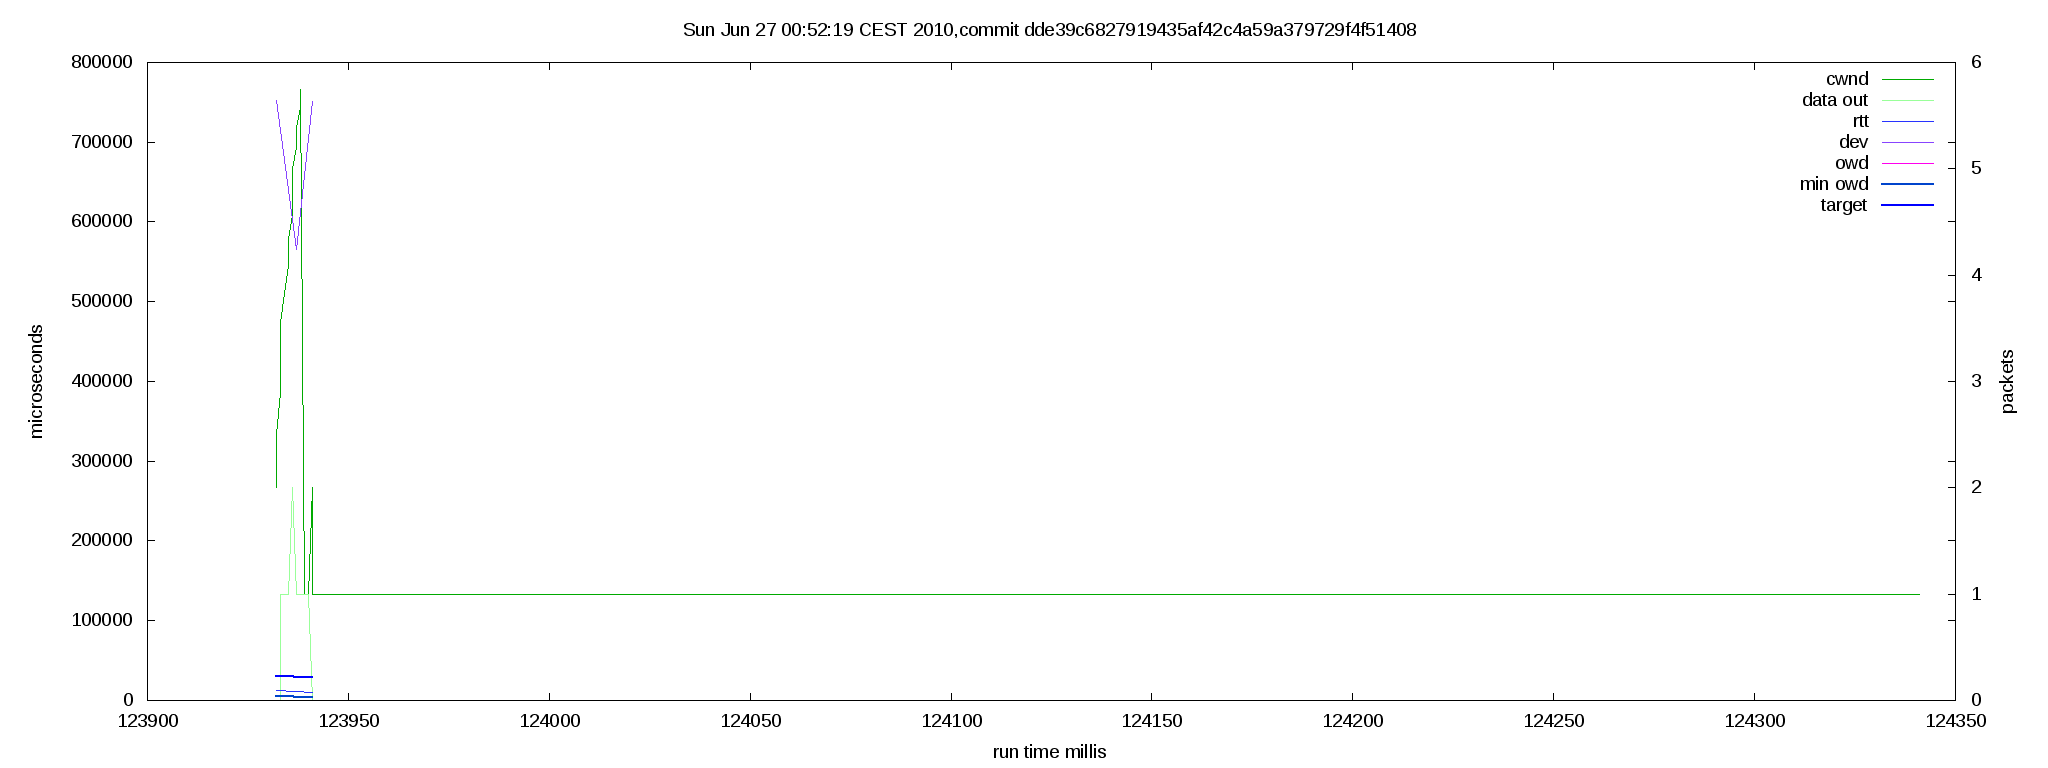 Sun Jun 27 00:52:19 CEST 2010,commit dde39c6827919435af42c4a59a379729f4f51408
800000
700000
600000
500000
400000
300000
200000
100000
0
microseconds
6
5
4
3
2
1
0
packets
cwnd
data out
rtt
dev
owd
min owd
target
123900 123950 124000 124050 124100 124150 124200 124250 124300 124350
run time millis